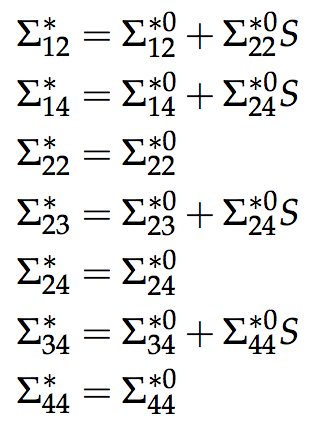 Σ*₁₂ = Σ*⁰₁₂ + Σ*⁰₂₂S
Σ*₁₄ = Σ*⁰₁₄ + Σ*⁰₂₄S
Σ*₂₂ = Σ*⁰₂₂
Σ*₂₃ = Σ*⁰₂₃ + Σ*⁰₂₄S
Σ*₂₄ = Σ*⁰₂₄
Σ*₃₄ = Σ*⁰₃₄ + Σ*⁰₄₄S
Σ*₄₄ = Σ*⁰₄₄